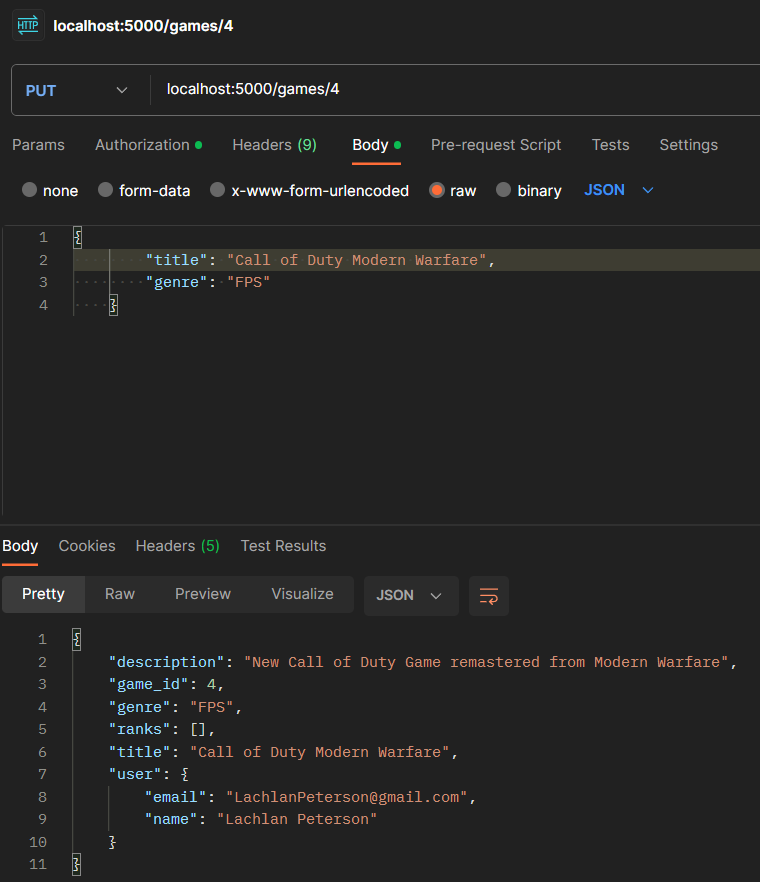 HTTP localhost:5000/games/4
PUT localhost:5000/games/4
Params Authorization Headers (9) Body Pre-request Script Tests Settings
none form-data x-www-form-urlencoded raw binary JSON
1 {
2 "title": "Call of Duty Modern Warfare",
3 "genre": "FPS"
4 }
Body Cookies Headers (5) Test Results
Pretty Raw Preview Visualize JSON
1 {
2 "description": "New Call of Duty Game remastered from Modern Warfare",
3 "game_id": 4,
4 "genre": "FPS",
5 "ranks": [],
6 "title": "Call of Duty Modern Warfare",
7 "user": {
8 "email": "LachlanPeterson@gmail.com",
9 "name": "Lachlan Peterson"
10 }
11 }